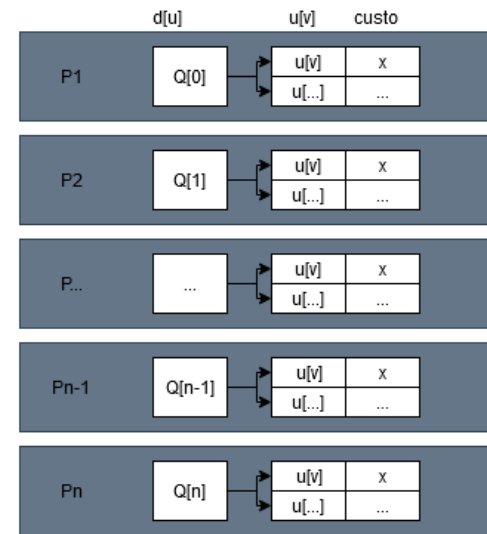 d[u] u[v] custo
P1 Q[0] u[v] x
u[...] ...
P2 Q[1] u[v] x
u[...] ...
P... ... u[v] x
u[...] ...
Pn-1 Q[n-1] u[v] x
u[...] ...
Pn Q[n] u[v] x
u[...] ...